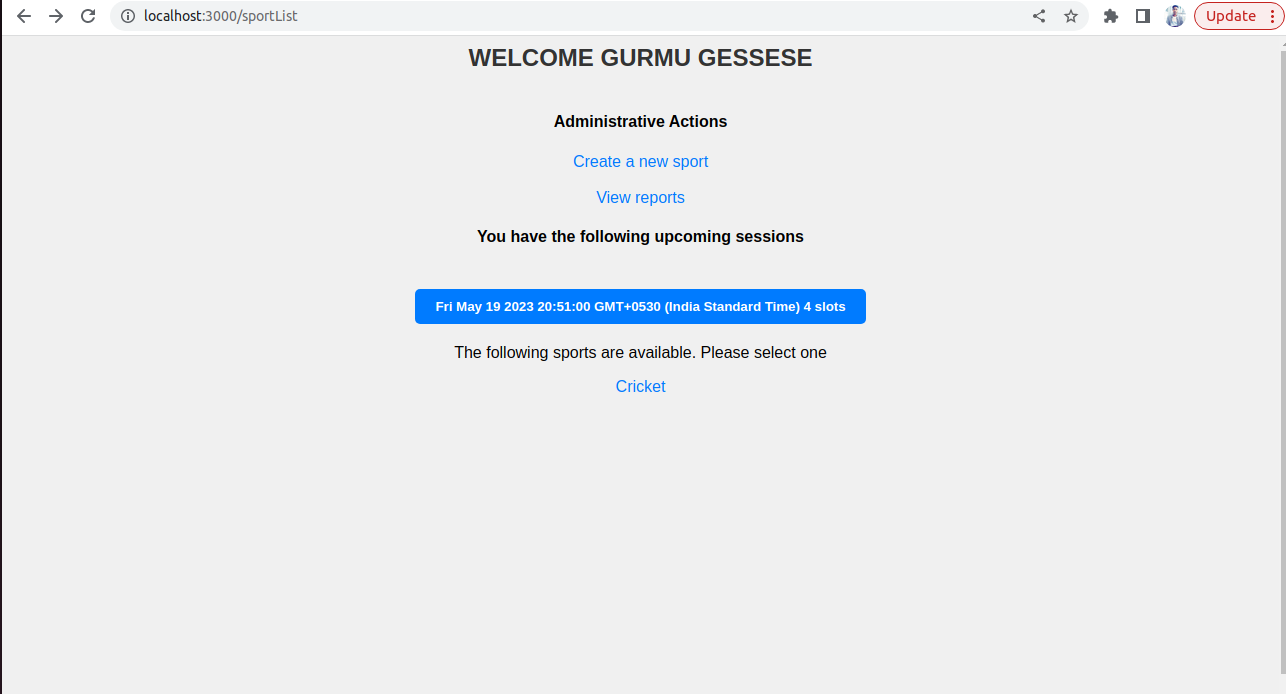 localhost:3000/sportList
Update
WELCOME GURMU GESSESE
Administrative Actions
Create a new sport
View reports
You have the following upcoming sessions
Fri May 19 2023 20:51:00 GMT+0530 (India Standard Time) 4 slots
The following sports are available. Please select one
Cricket